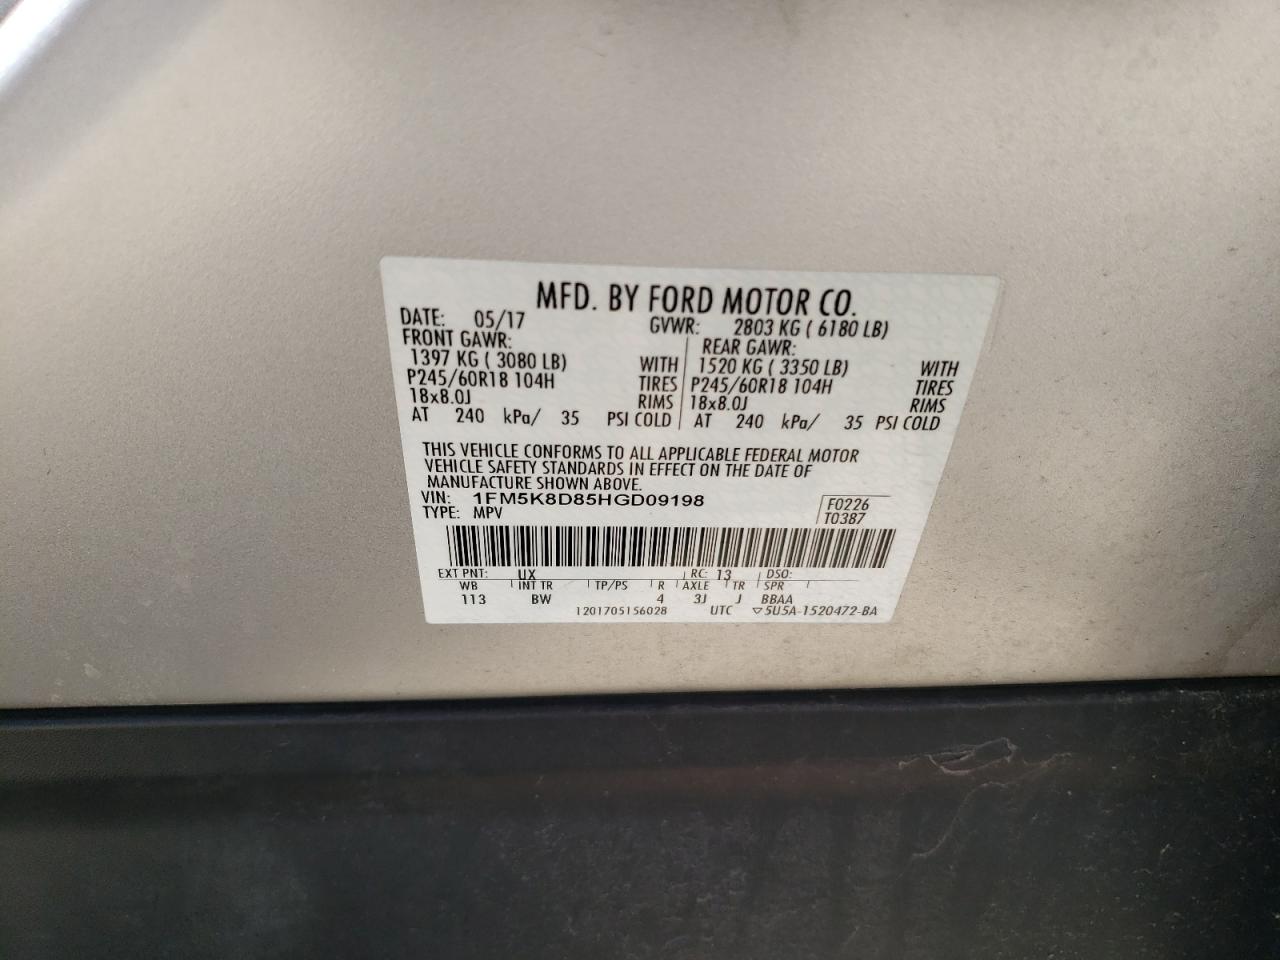 MFD. BY FORD MOTOR CO.
DATE: 05/17 GVWR: 2803 KG ( 6180 LB)
FRONT GAWR: REAR GAWR:
1397 KG ( 3080 LB) WITH 1520 KG ( 3350 LB) WITH
P245/60R18 104H TIRES P245/60R18 104H TIRES
18x8.0J RIMS 18x8.0J RIMS
AT 240 kPa/ 35 PSI COLD AT 240 kPa/ 35 PSI COLD
THIS VEHICLE CONFORMS TO ALL APPLICABLE FEDERAL MOTOR
VEHICLE SAFETY STANDARDS IN EFFECT ON THE DATE OF
MANUFACTURE SHOWN ABOVE.
VIN: 1FM5K8D85HGD09198 F0226
TYPE: MPV T0387
EXT PNT: UX RC: 13 DSO:
WB INT TR TP/PS R AXLE TR SPR
113 BW 4 3J J BBAA
1201705156028 UTC ▽5U5A-1520472-BA